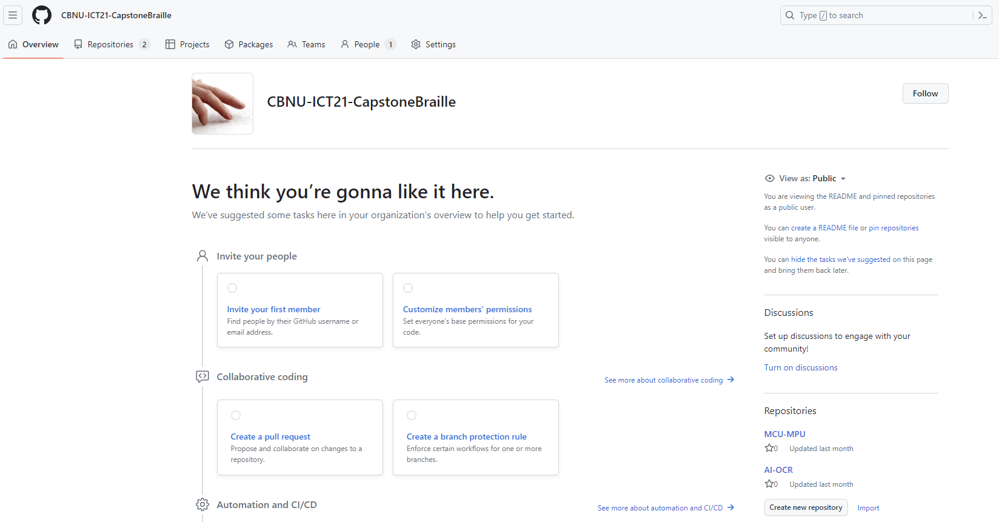 CBNU-ICT21-CapstoneBraille
Type / to search
Overview
Repositories 2
Projects
Packages
Teams
People 1
Settings
CBNU-ICT21-CapstoneBraille
Follow
We think you’re gonna like it here.
We’ve suggested some tasks here in your organization's overview to help you get started.
Invite your people
Invite your first member
Find people by their GitHub username or
email address.
Customize members' permissions
Set everyone’s base permissions for your
code.
Collaborative coding
See more about collaborative coding →
Create a pull request
Propose and collaborate on changes to a
repository.
Create a branch protection rule
Enforce certain workflows for one or more
branches.
Automation and CI/CD
See more about automation and CI/CD →
View as: Public
You are viewing the README and pinned repositories
as a public user.
You can create a README file or pin repositories
visible to anyone.
You can hide the tasks we've suggested on this page
and bring them back later.
Discussions
Set up discussions to engage with your
community!
Turn on discussions
Repositories
MCU-MPU
0 Updated last month
AI-OCR
0 Updated last month
Create new repository
Import